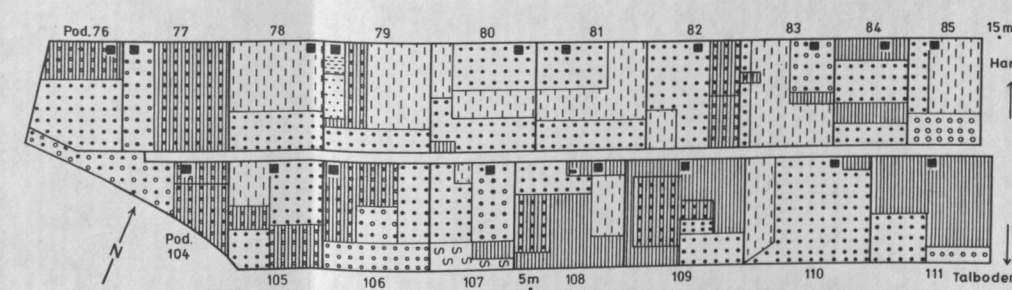 Pod. 76 77 78 79 80 81 82 83 84 85 15 m
Han
N
Pod.
104 105 106 107 5m 108 109 110 111 Talboden
S S S
S S S S